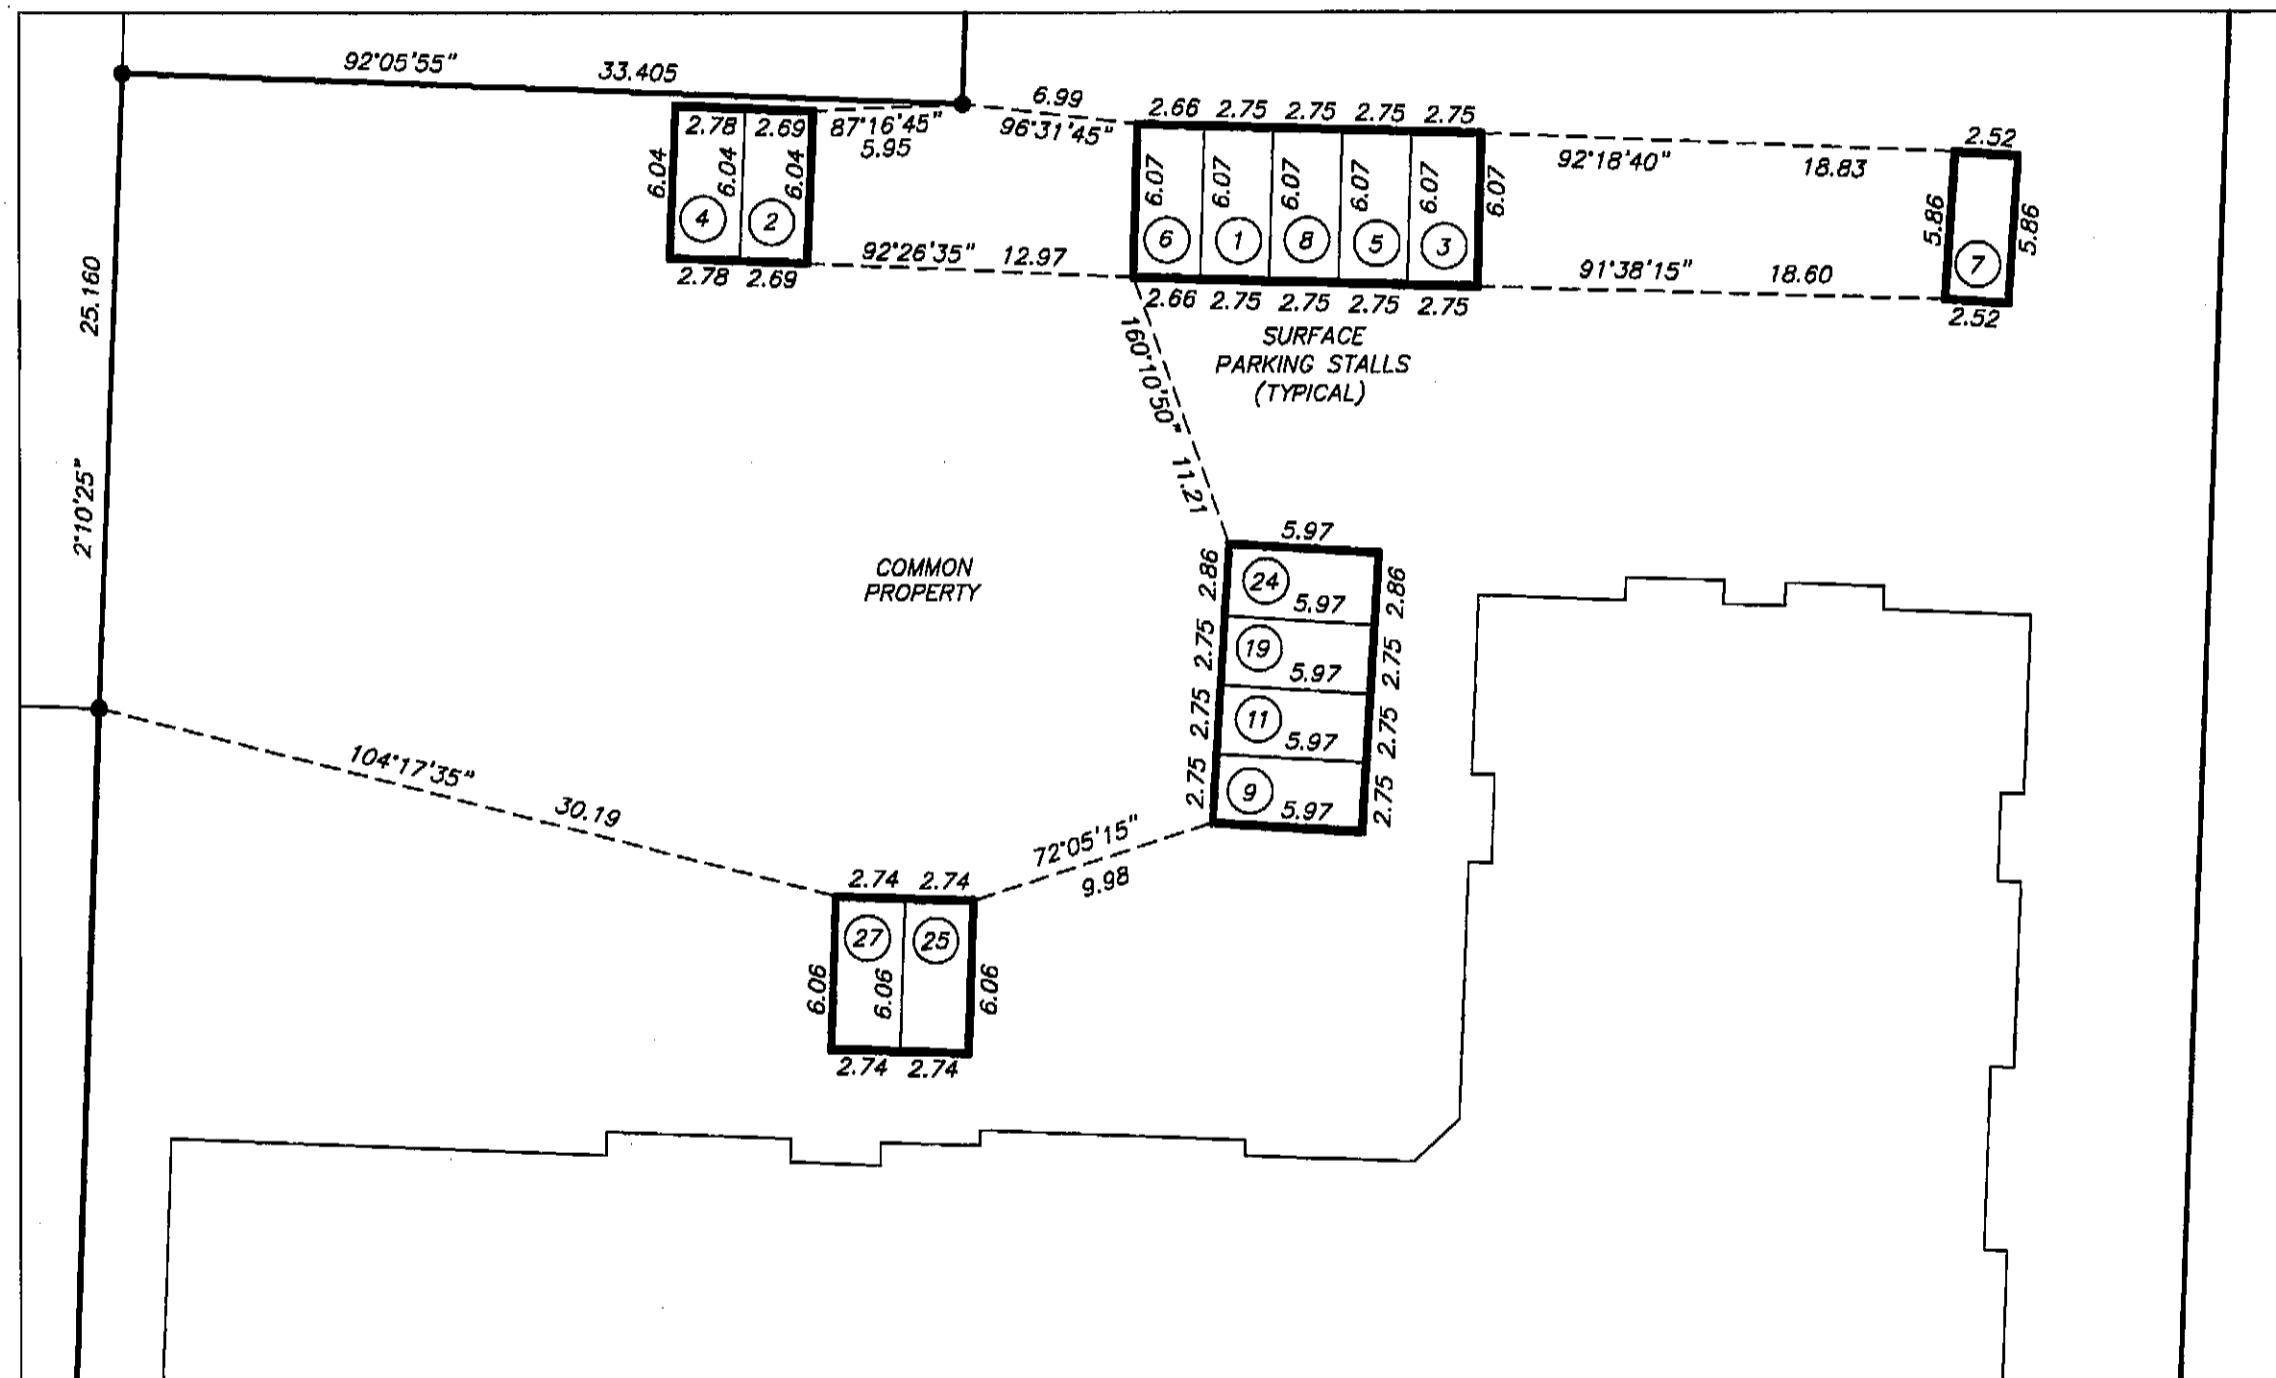 92°05'55" 33.405
6.99
96°31'45"
87°16'45"
5.95
2.78 2.69
6.04 6.04 6.04
4 2
2.78 2.69
92°26'35" 12.97
2.66 2.75 2.75 2.75 2.75
6.07 6.07 6.07 6.07 6.07 6.07
6 1 8 5 3
2.66 2.75 2.75 2.75 2.75
SURFACE
PARKING STALLS
(TYPICAL)
92°18'40" 18.83
91°38'15" 18.60
2.52
5.86 5.86
7
2.52
25.160
2°10'25"
160°10'50" 11.21
COMMON
PROPERTY
5.97
2.86 24 5.97 2.86
2.75 19 5.97 2.75
2.75 11 5.97 2.75
2.75 9 5.97 2.75
104°17'35" 30.19
72°05'15"
9.98
2.74 2.74
27 25
6.06 6.06 6.06
2.74 2.74